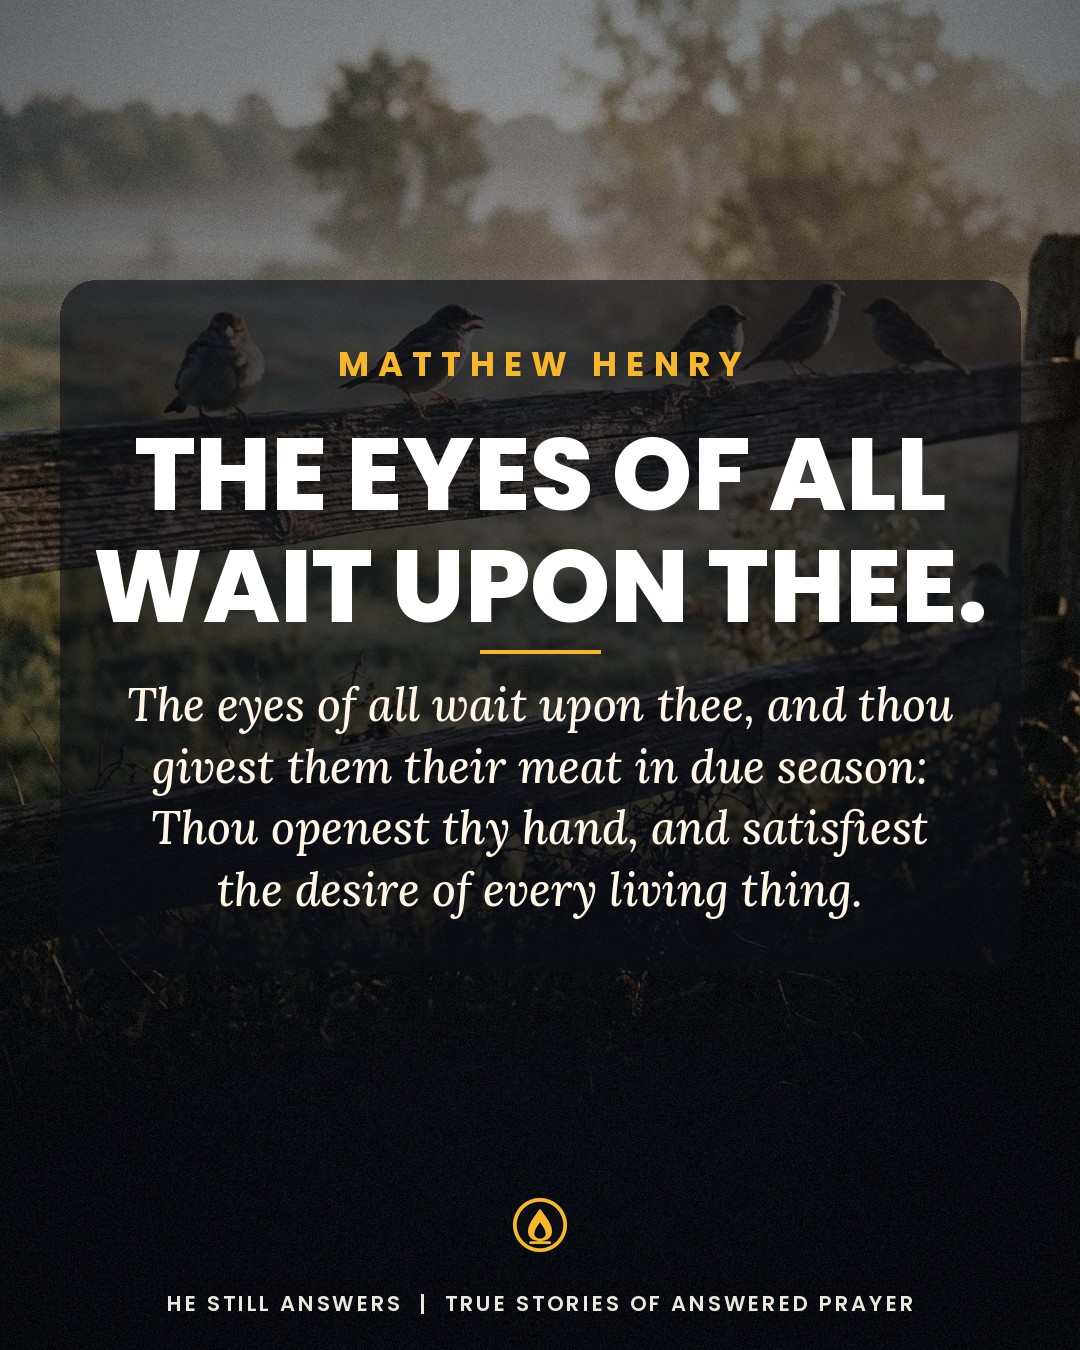 MATTHEW HENRY
THE EYES OF ALL
WAIT UPON THEE.
The eyes of all wait upon thee, and thou
givest them their meat in due season:
Thou openest thy hand, and satisfiest
the desire of every living thing.
HE STILL ANSWERS | TRUE STORIES OF ANSWERED PRAYER